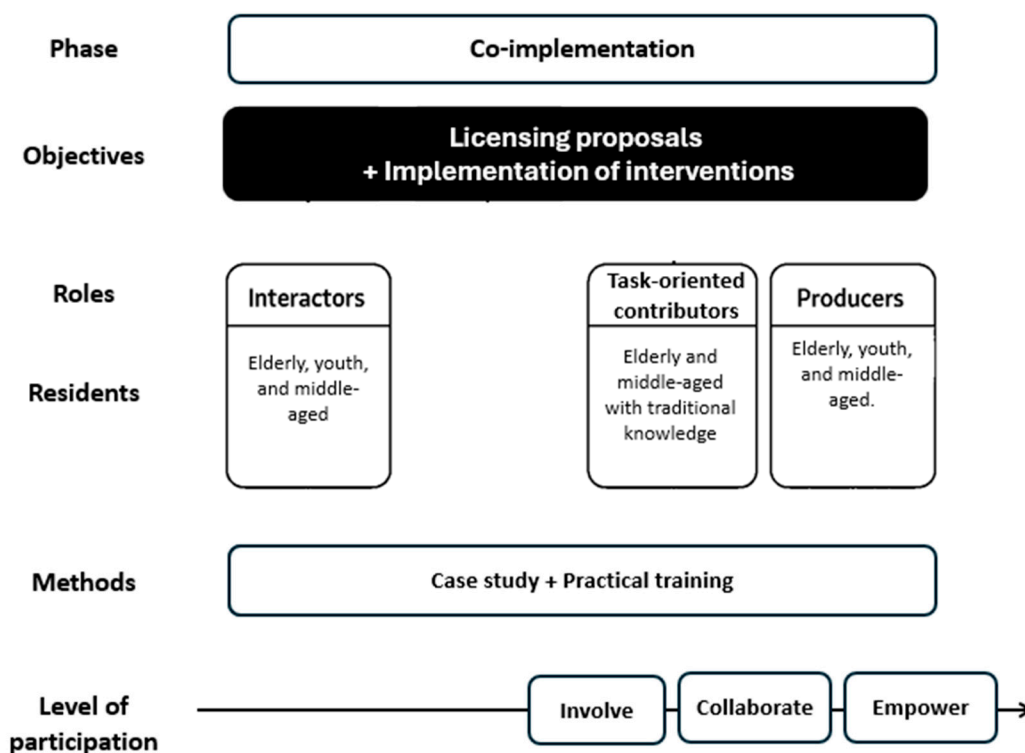 Phase
Co-implementation
Objectives
Licensing proposals
+ Implementation of interventions
Roles
Interactors
Task-oriented
contributors
Producers
Residents
Elderly, youth,
and middle-
aged
Elderly and
middle-aged
with traditional
knowledge
Elderly, youth,
and middle-
aged.
Methods
Case study + Practical training
Level of
participation
Involve
Collaborate
Empower